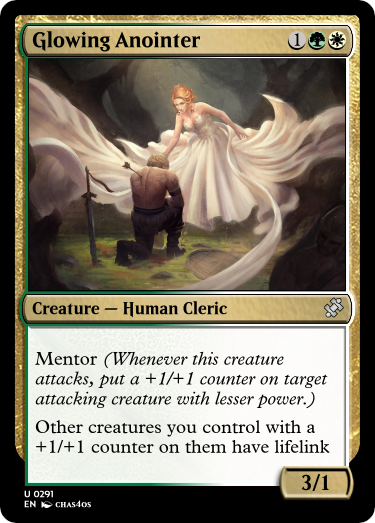 Glowing Anointer 1
Creature — Human Cleric
Mentor (Whenever this creature
attacks, put a +1/+1 counter on target
attacking creature with lesser power.)
Other creatures you control with a
+1/+1 counter on them have lifelink
3/1
U 0291
EN CHAS4OS